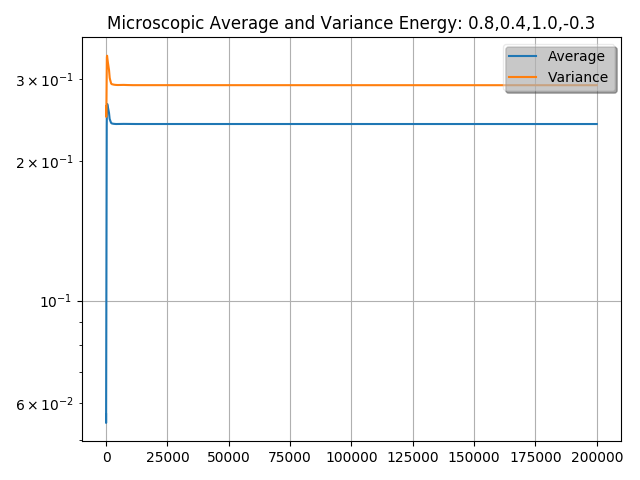 Microscopic Average and Variance Energy: 0.8,0.4,1.0,-0.3
Average
Variance
3 × 10⁻¹
2 × 10⁻¹
10⁻¹
6 × 10⁻²
0 25000 50000 75000 100000 125000 150000 175000 200000